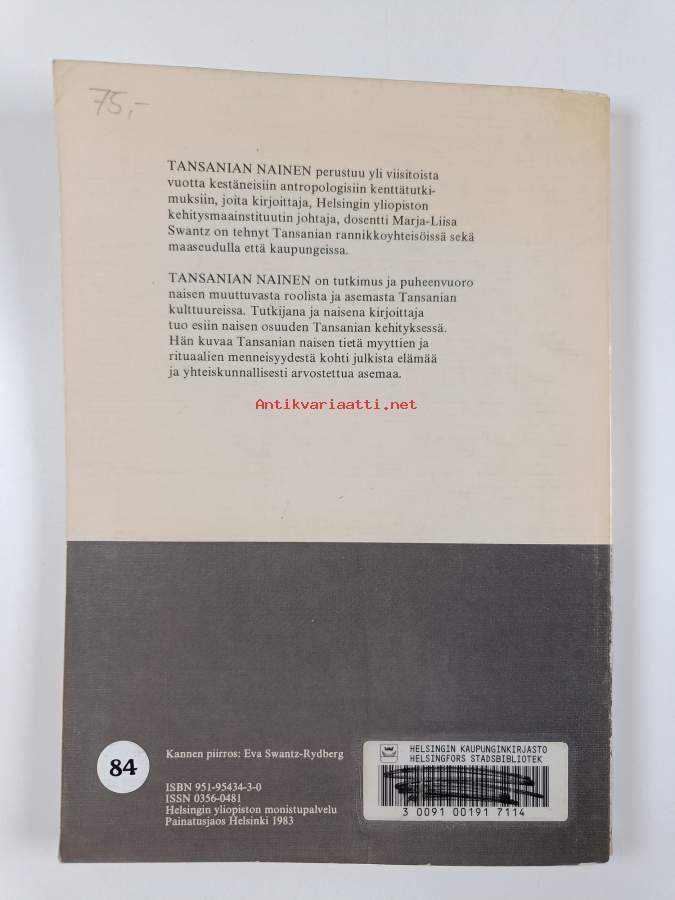 75,-
TANSANIAN NAINEN perustuu yli viisitoista
vuotta kestäneisiin antropologisiin kenttätutki-
muksiin, joita kirjoittaja, Helsingin yliopiston
kehitysmaainstituutin johtaja, dosentti Marja-Liisa
Swantz on tehnyt Tansanian rannikkoyhteisöissä sekä
maaseudulla että kaupungeissa.
TANSANIAN NAINEN on tutkimus ja puheenvuoro
naisen muuttuvasta roolista ja asemasta Tansanian
kulttuureissa. Tutkijana ja naisena kirjoittaja
tuo esiin naisen osuuden Tansanian kehityksessä.
Hän kuvaa Tansanian naisen tietä myyttien ja
rituaalien menneisyydestä kohti julkista elämää
ja yhteiskunnallisesti arvostettua asemaa.
Antikvariaatti.net
84
Kannen piirros: Eva Swantz-Rydberg
ISBN 951-95434-3-0
ISSN 0356-0481
Helsingin yliopiston monistupalvelu
Painatusjaos Helsinki 1983
HELSINGIN KAUPUNGINKIRJASTO
HELSINGFORS STADSBIBLIOTEK
3 0091 00191 7114